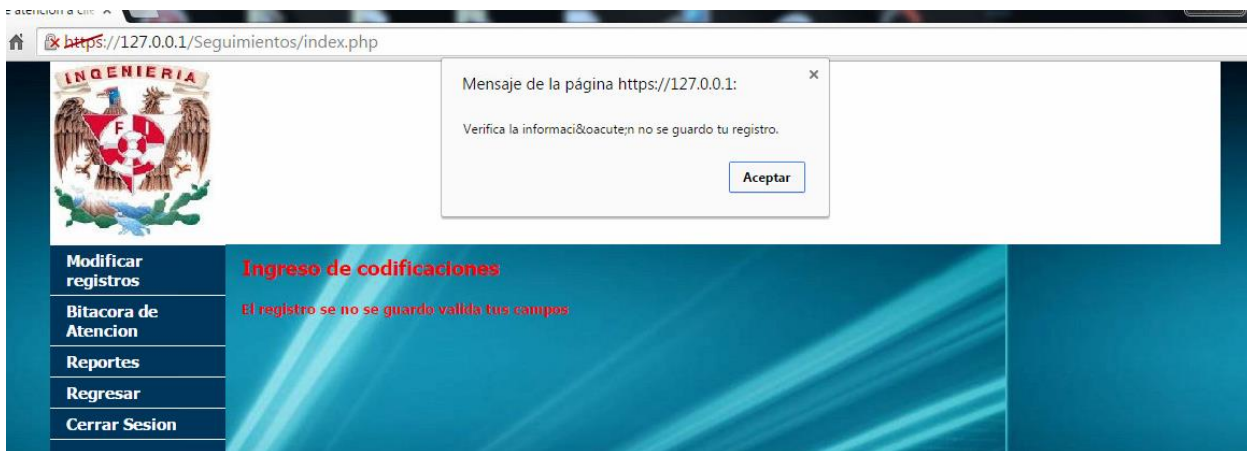 https://127.0.0.1/Seguimientos/index.php
INGENIERIA
F I
Mensaje de la página https://127.0.0.1:
Verifica la informaci&oacute;n no se guardo tu registro.
Aceptar
Modificar
registros
Bitacora de
Atencion
Reportes
Regresar
Cerrar Sesion
Ingreso de codificaciones
El registro se no se guardo valida tus campos